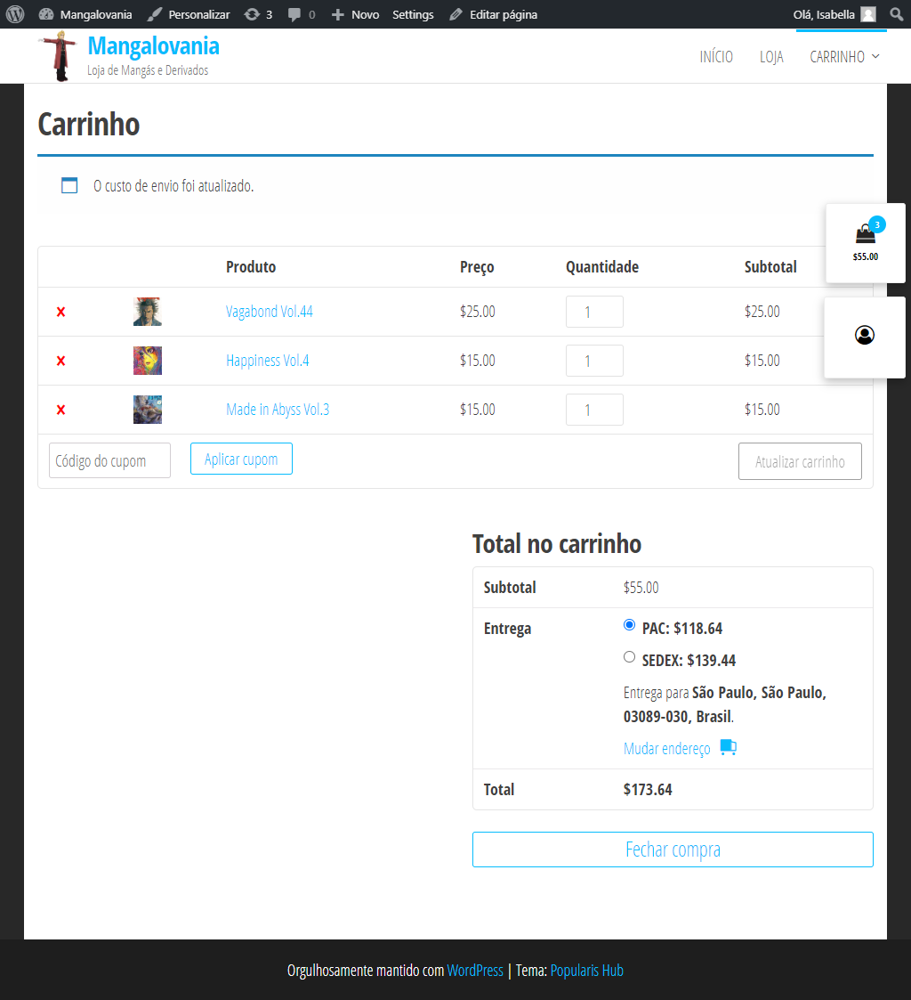 Mangalovania Personalizar 3 0 Novo Settings Editar página Olá, Isabella
Mangalovania
Loja de Mangás e Derivados
INÍCIO LOJA CARRINHO
Carrinho
O custo de envio foi atualizado.
3
$55.00
Produto Preço Quantidade Subtotal
Vagabond Vol.44 $25.00 1 $25.00
Happiness Vol.4 $15.00 1 $15.00
Made in Abyss Vol.3 $15.00 1 $15.00
Código do cupom Aplicar cupom Atualizar carrinho
Total no carrinho
Subtotal $55.00
Entrega PAC: $118.64
SEDEX: $139.44
Entrega para São Paulo, São Paulo,
03089-030, Brasil.
Mudar endereço
Total $173.64
Fechar compra
Orgulhosamente mantido com WordPress | Tema: Popularis Hub